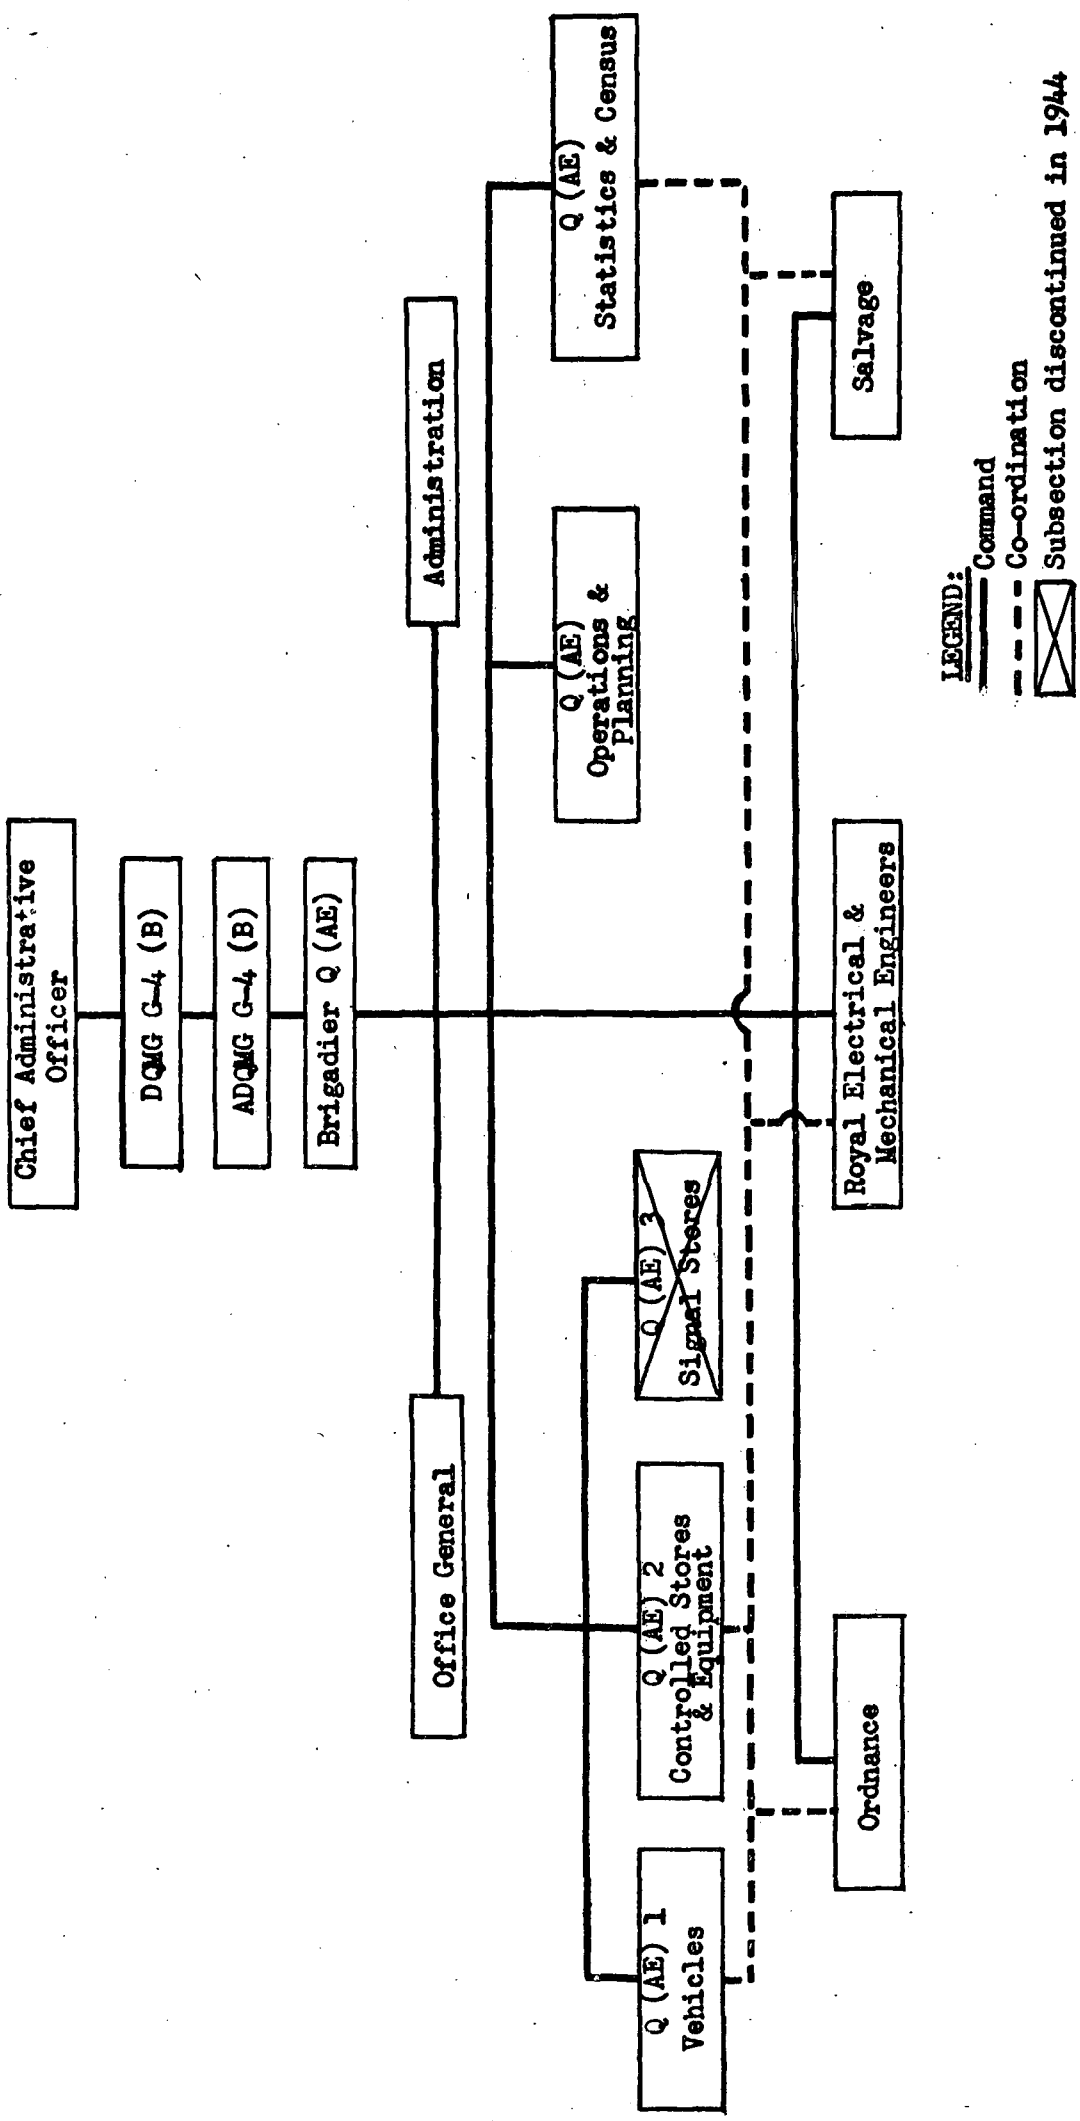 Chief Administrative
Officer
DQMG G-4 (B)
ADQMG G-4 (B)
Brigadier Q (AE)
Office General
Administration
Q (AE)
Operations &
Planning
Q (AE)
Statistics & Census
Q (AE) 1
Vehicles
Q (AE) 2
Controlled Stores
& Equipment
Q (AE) 3
Signal Stores
Ordnance
Royal Electrical &
Mechanical Engineers
Salvage
LEGEND:
Command
Co-ordination
Subsection discontinued in 1944